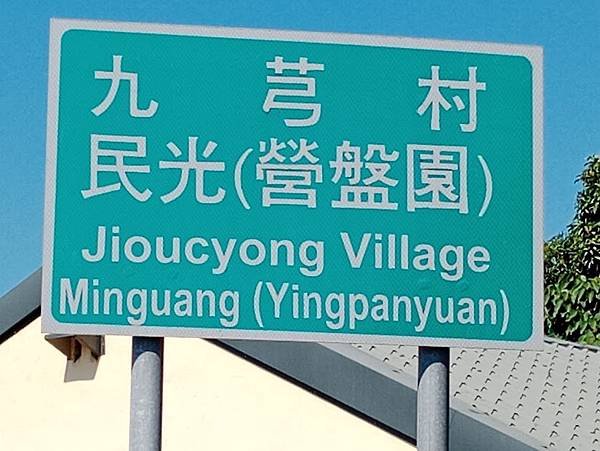 九芎村
民光(營盤園)
Jioucyong Village
Minguang (Yingpanyuan)